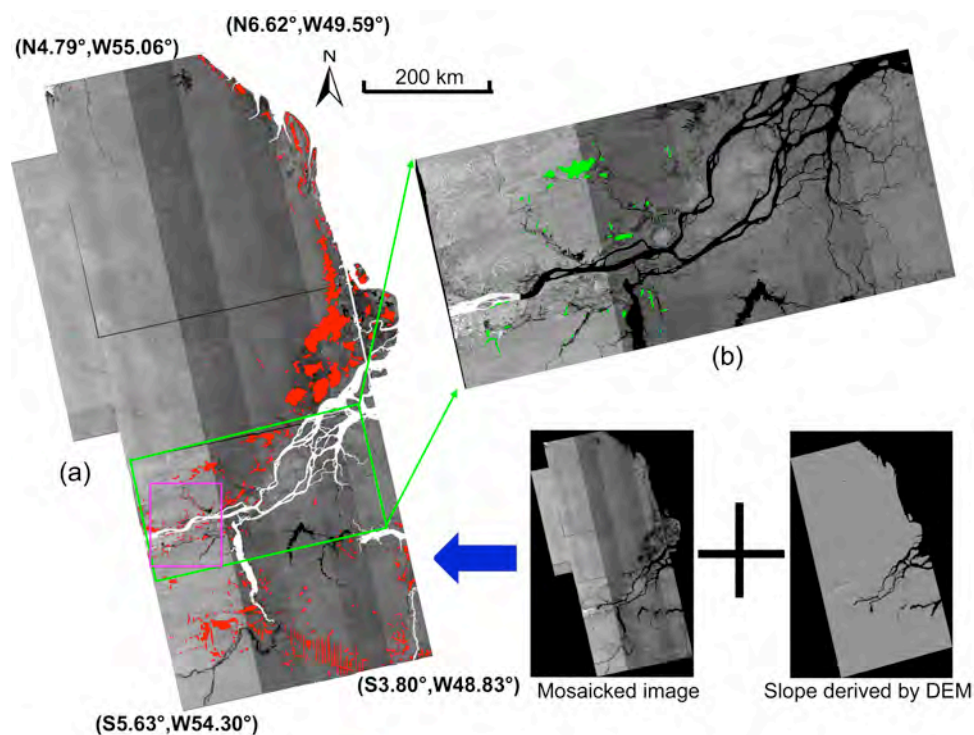 (N6.62°,W49.59°)
(N4.79°,W55.06°)
N
200 km
(b)
(a)
(S3.80°,W48.83°)
Mosaicked image
Slope derived by DEM
(S5.63°,W54.30°)